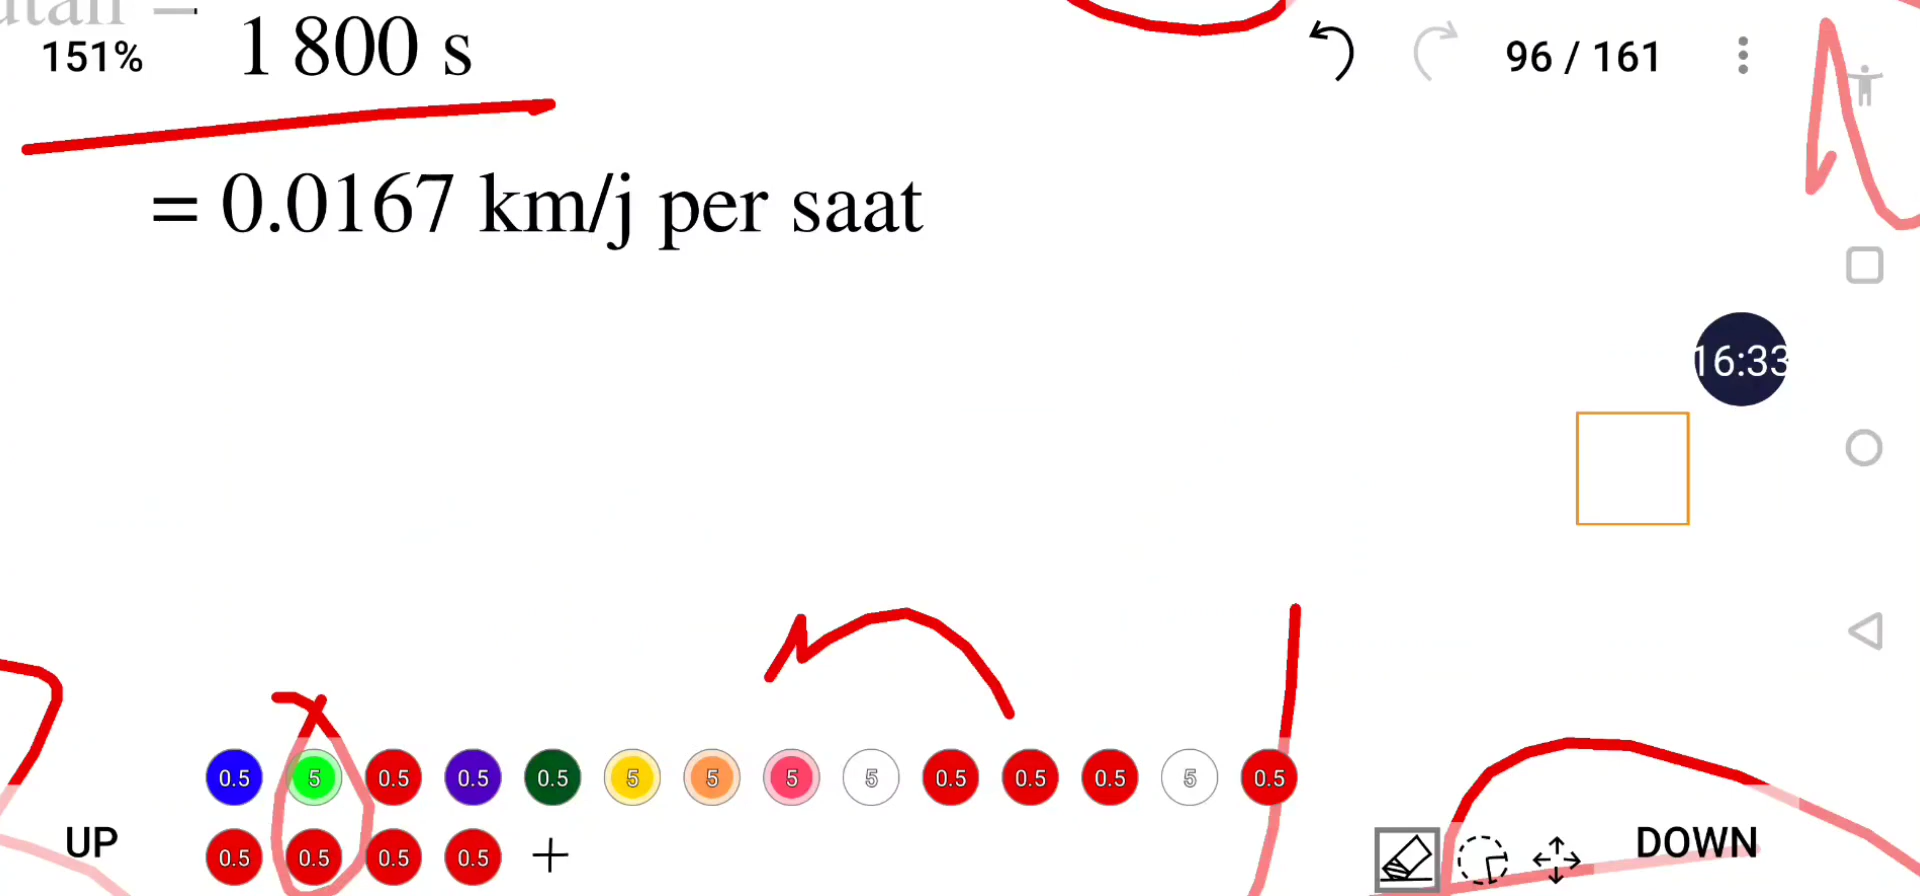 1 800 s
151%
96 / 161
= 0.0167 km/j per saat
16:33
0.5 5 0.5 0.5 0.5 5 5 5 5 0.5 0.5 0.5 5 0.5
UP 0.5 0.5 0.5 0.5 + DOWN